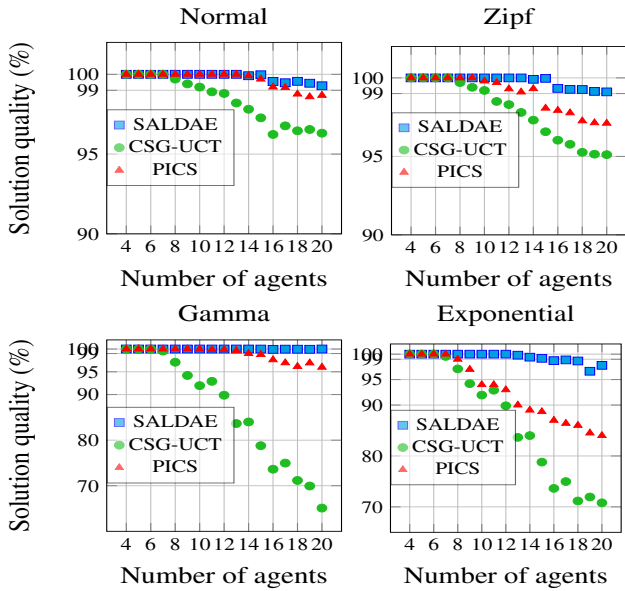 Normal
Solution quality (%)
100
99
95
90
SALDAE
CSG-UCT
PICS
4 6 8 10 12 14 16 18 20
Number of agents
Zipf
100
99
95
90
SALDAE
CSG-UCT
PICS
4 6 8 10 12 14 16 18 20
Number of agents
Gamma
Solution quality (%)
100
99
95
90
80
70
SALDAE
CSG-UCT
PICS
4 6 8 10 12 14 16 18 20
Number of agents
Exponential
100
99
95
90
80
70
SALDAE
CSG-UCT
PICS
4 6 8 10 12 14 16 18 20
Number of agents